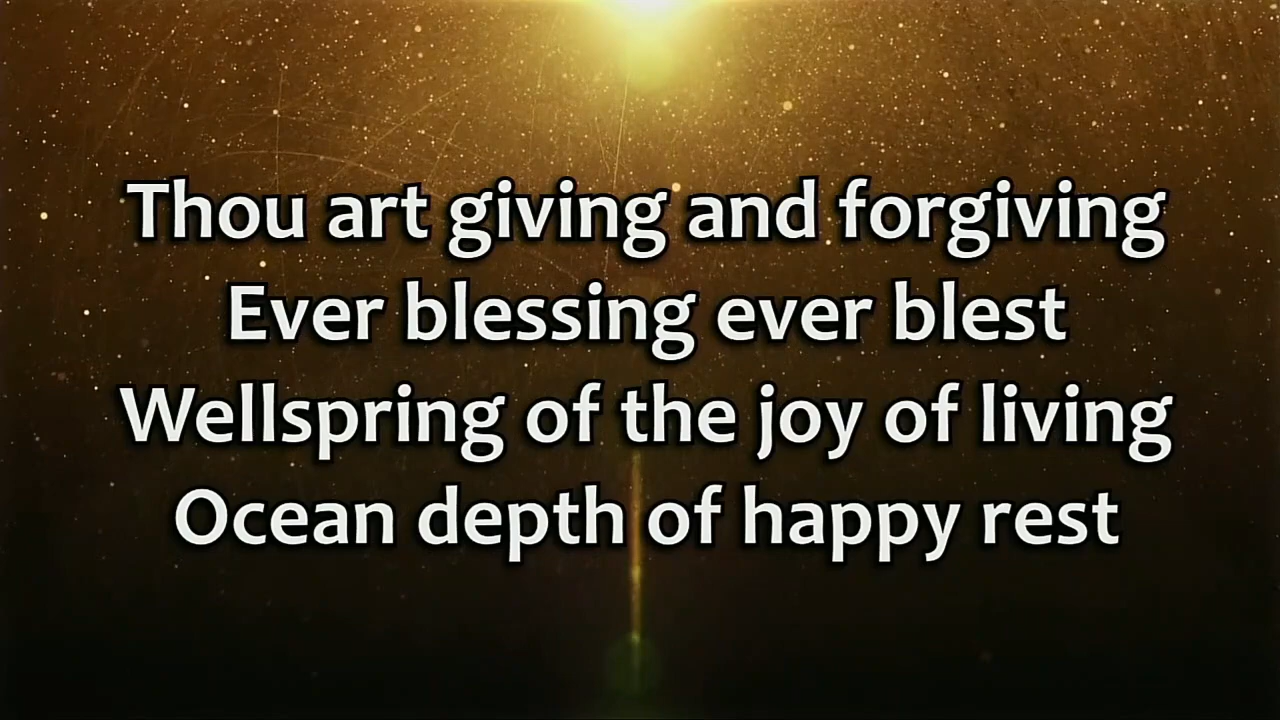 Thou art giving and forgiving
Ever blessing ever blest
Wellspring of the joy of living
Ocean depth of happy rest